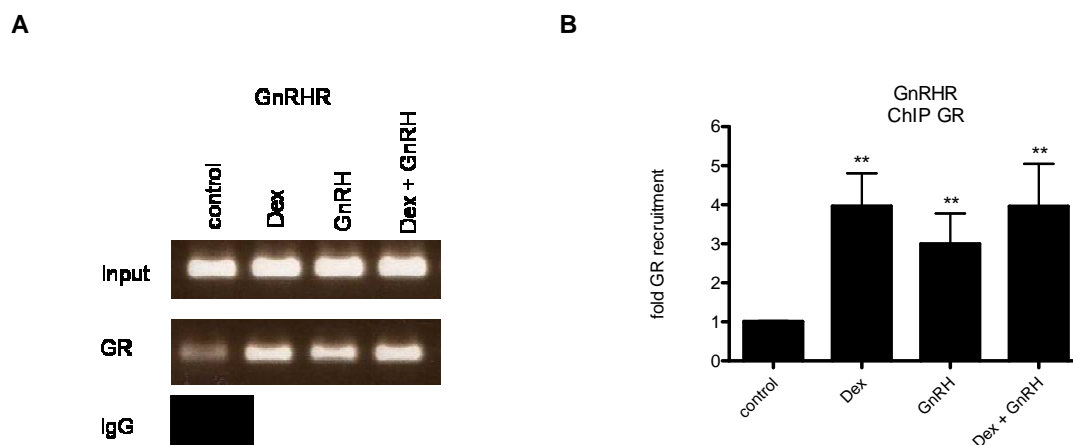 A
GnRHR
control
Dex
GnRH
Dex + GnRH
Input
GR
IgG
B
GnRHR
ChIP GR
fold GR recruitment
6
5
4
3
2
1
0
**
**
**
control
Dex
GnRH
Dex + GnRH